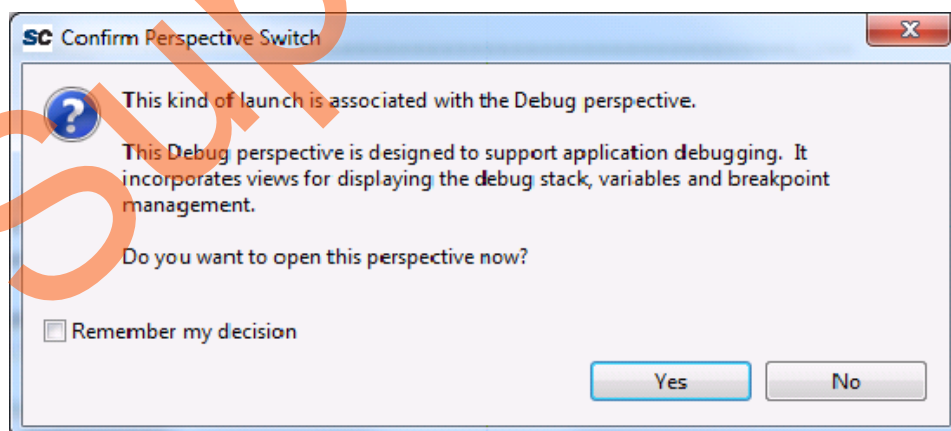 SC Confirm Perspective Switch
This kind of launch is associated with the Debug perspective.
This Debug perspective is designed to support application debugging. It
incorporates views for displaying the debug stack, variables and breakpoint
management.
Do you want to open this perspective now?
Remember my decision
Yes No
Sup